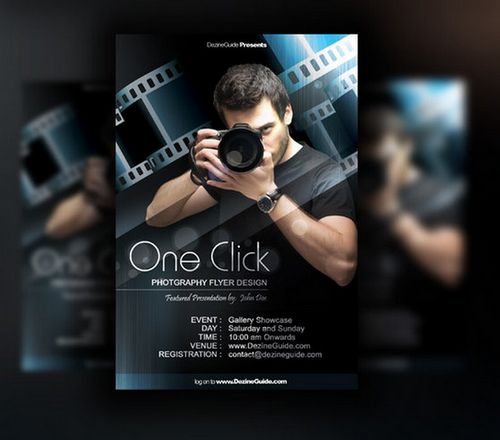 DezineGuide Presents
One Click
PHOTGRAPHY FLYER DESIGN
Featured Presentation by: John Doe
EVENT : Gallery Showcase
DAY : Saturday and Sunday
TIME : 10:00 am Onwards
VENUE : www.DezineGuide.com
REGISTRATION : contact@dezineguide.com
log on to www.DezineGuide.com